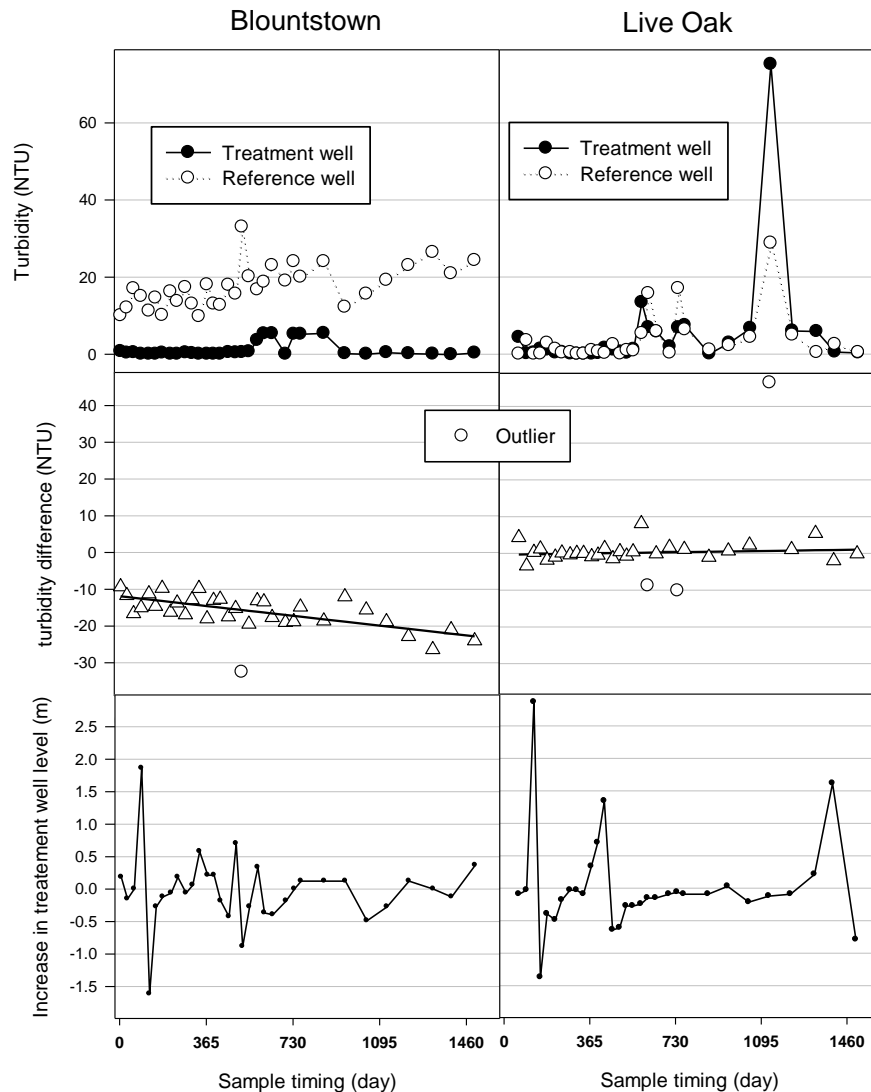 Blountstown
Live Oak
Turbidity (NTU)
60
40
20
0
Treatment well
Reference well
Treatment well
Reference well
turbidity difference (NTU)
40
30
20
10
0
-10
-20
-30
Outlier
Increase in treatement well level (m)
2.5
2.0
1.5
1.0
0.5
0.0
-0.5
-1.0
-1.5
0 365 730 1095 1460
0 365 730 1095 1460
Sample timing (day)
Sample timing (day)